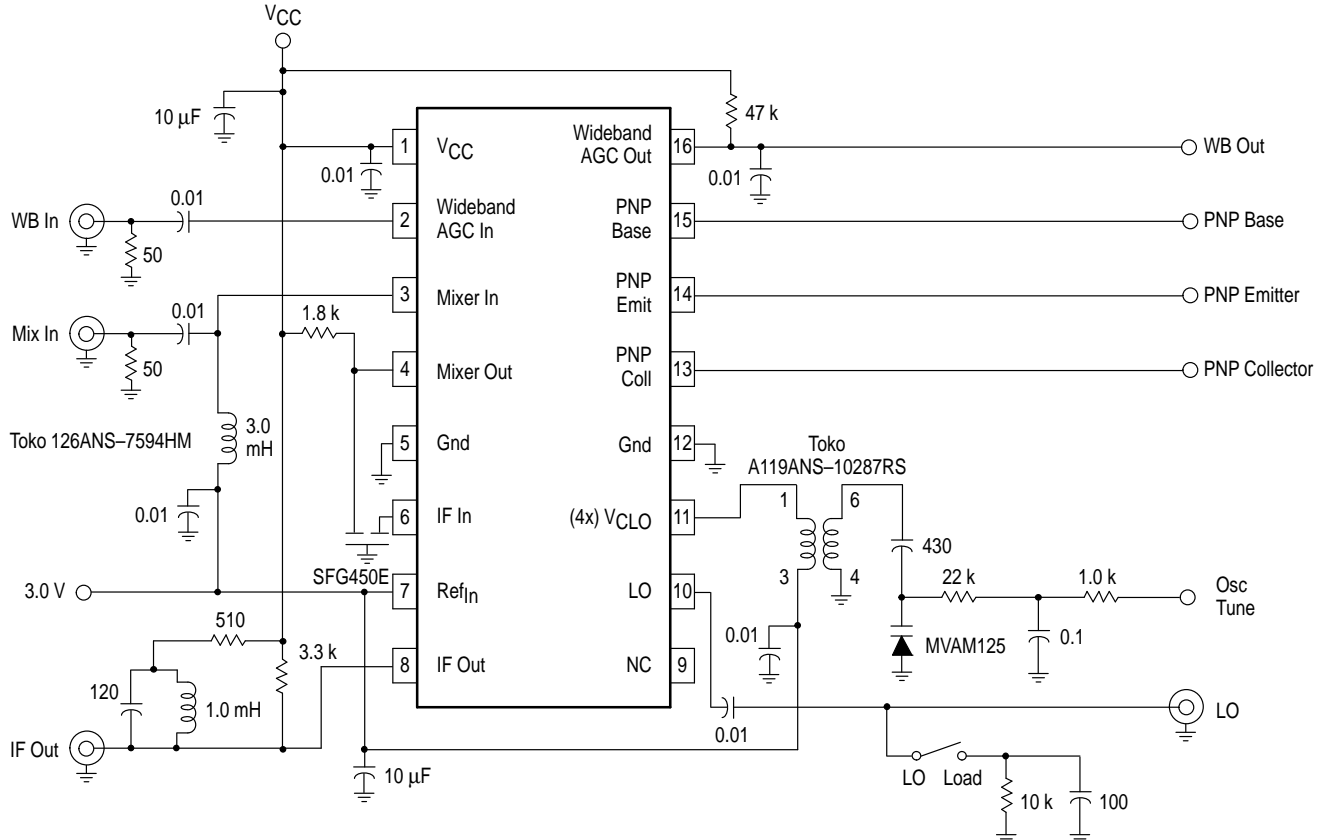 VCC
10 μF
47 k
0.01
1
VCC
Wideband
AGC Out
16
0.01
WB Out
WB In
0.01
50
2
Wideband
AGC In
PNP
Base
15
PNP Base
Mix In
0.01
50
3
Mixer In
PNP
Emit
14
PNP Emitter
1.8 k
4
Mixer Out
PNP
Coll
13
PNP Collector
Toko 126ANS–7594HM
3.0
mH
5
Gnd
Gnd
12
Toko
A119ANS–10287RS
0.01
6
IF In
(4x) VCLO
11
1
6
3
4
430
SFG450E
3.0 V
7
RefIn
LO
10
22 k
1.0 k
Osc
Tune
0.01
MVAM125
0.1
510
3.3 k
8
IF Out
NC
9
120
1.0 mH
IF Out
10 μF
0.01
LO
LO Load
10 k
100